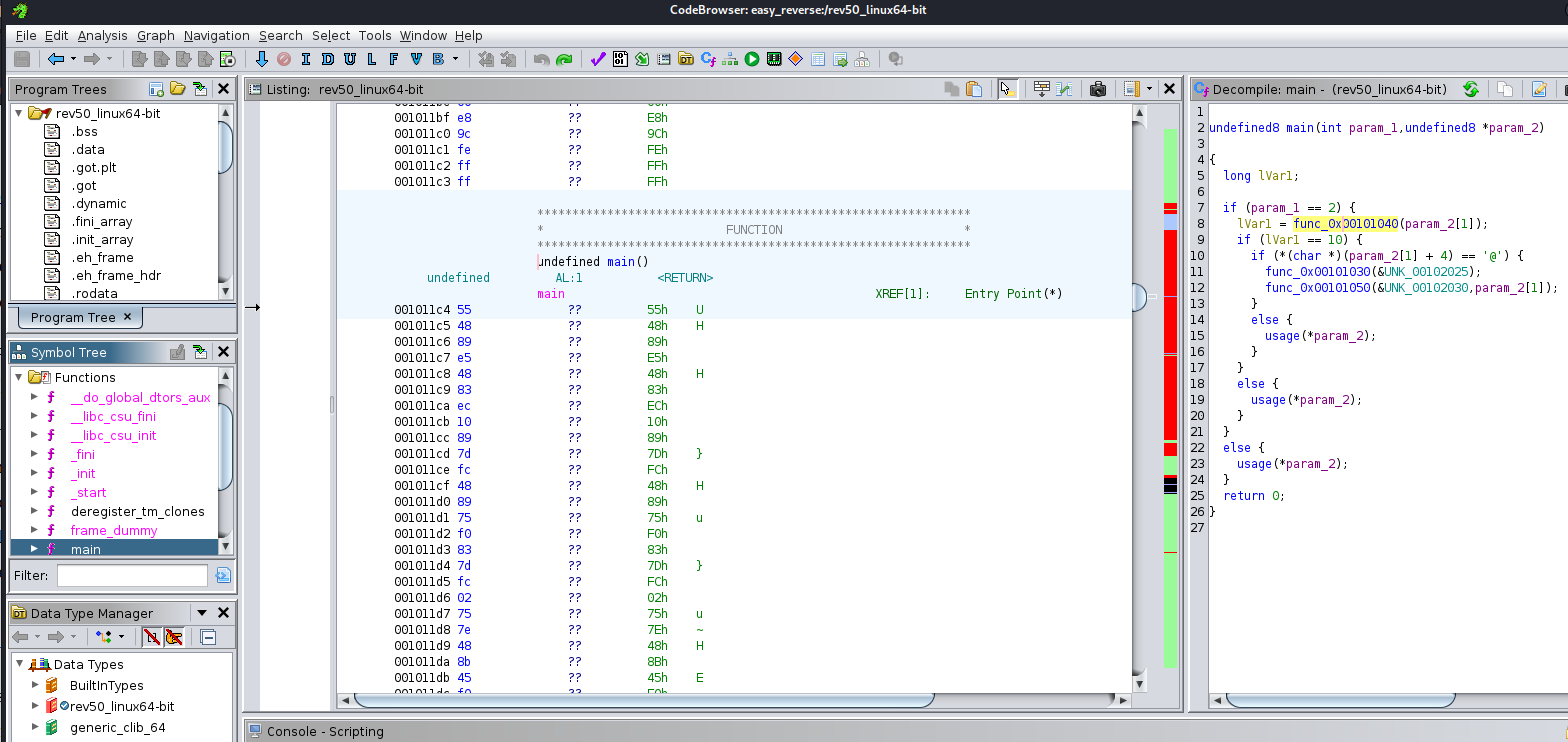 CodeBrowser: easy_reverse:/rev50_linux64-bit
File Edit Analysis Graph Navigation Search Select Tools Window Help
I D U L F V B
Program Trees
rev50_linux64-bit
.bss
.data
.got.plt
.got
.dynamic
.fini_array
.init_array
.eh_frame
.eh_frame_hdr
.rodata
Program Tree ×
Symbol Tree
Functions
f __do_global_dtors_aux
f __libc_csu_fini
f __libc_csu_init
f _fini
f _init
f _start
f deregister_tm_clones
f frame_dummy
f main
Filter:
Data Type Manager
Data Types
BuiltInTypes
rev50_linux64-bit
generic_clib_64
Listing: rev50_linux64-bit
001011bf e8 ?? E8h
001011c0 9c ?? 9Ch
001011c1 fe ?? FEh
001011c2 ff ?? FFh
001011c3 ff ?? FFh
**************************************************************
* FUNCTION *
**************************************************************
undefined main()
undefined AL:1 <RETURN>
main XREF[1]: Entry Point(*)
001011c4 55 ?? 55h U
001011c5 48 ?? 48h H
001011c6 89 ?? 89h
001011c7 e5 ?? E5h
001011c8 48 ?? 48h H
001011c9 83 ?? 83h
001011ca ec ?? ECh
001011cb 10 ?? 10h
001011cc 89 ?? 89h
001011cd 7d ?? 7Dh }
001011ce fc ?? FCh
001011cf 48 ?? 48h H
001011d0 89 ?? 89h
001011d1 75 ?? 75h u
001011d2 f0 ?? F0h
001011d3 83 ?? 83h
001011d4 7d ?? 7Dh }
001011d5 fc ?? FCh
001011d6 02 ?? 02h
001011d7 75 ?? 75h u
001011d8 7e ?? 7Eh ~
001011d9 48 ?? 48h H
001011da 8b ?? 8Bh
001011db 45 ?? 45h E
001011dc f0 ?? F0h
Decompile: main - (rev50_linux64-bit)
1
2 undefined8 main(int param_1,undefined8 *param_2)
3
4 {
5 long lVar1;
6
7 if (param_1 == 2) {
8 lVar1 = func_0x00101040(param_2[1]);
9 if (lVar1 == 10) {
10 if (*(char *)(param_2[1] + 4) == '@') {
11 func_0x00101030(&UNK_00102025);
12 func_0x00101050(&UNK_00102030,param_2[1]);
13 }
14 else {
15 usage(*param_2);
16 }
17 }
18 else {
19 usage(*param_2);
20 }
21 }
22 else {
23 usage(*param_2);
24 }
25 return 0;
26 }
27
Console - Scripting